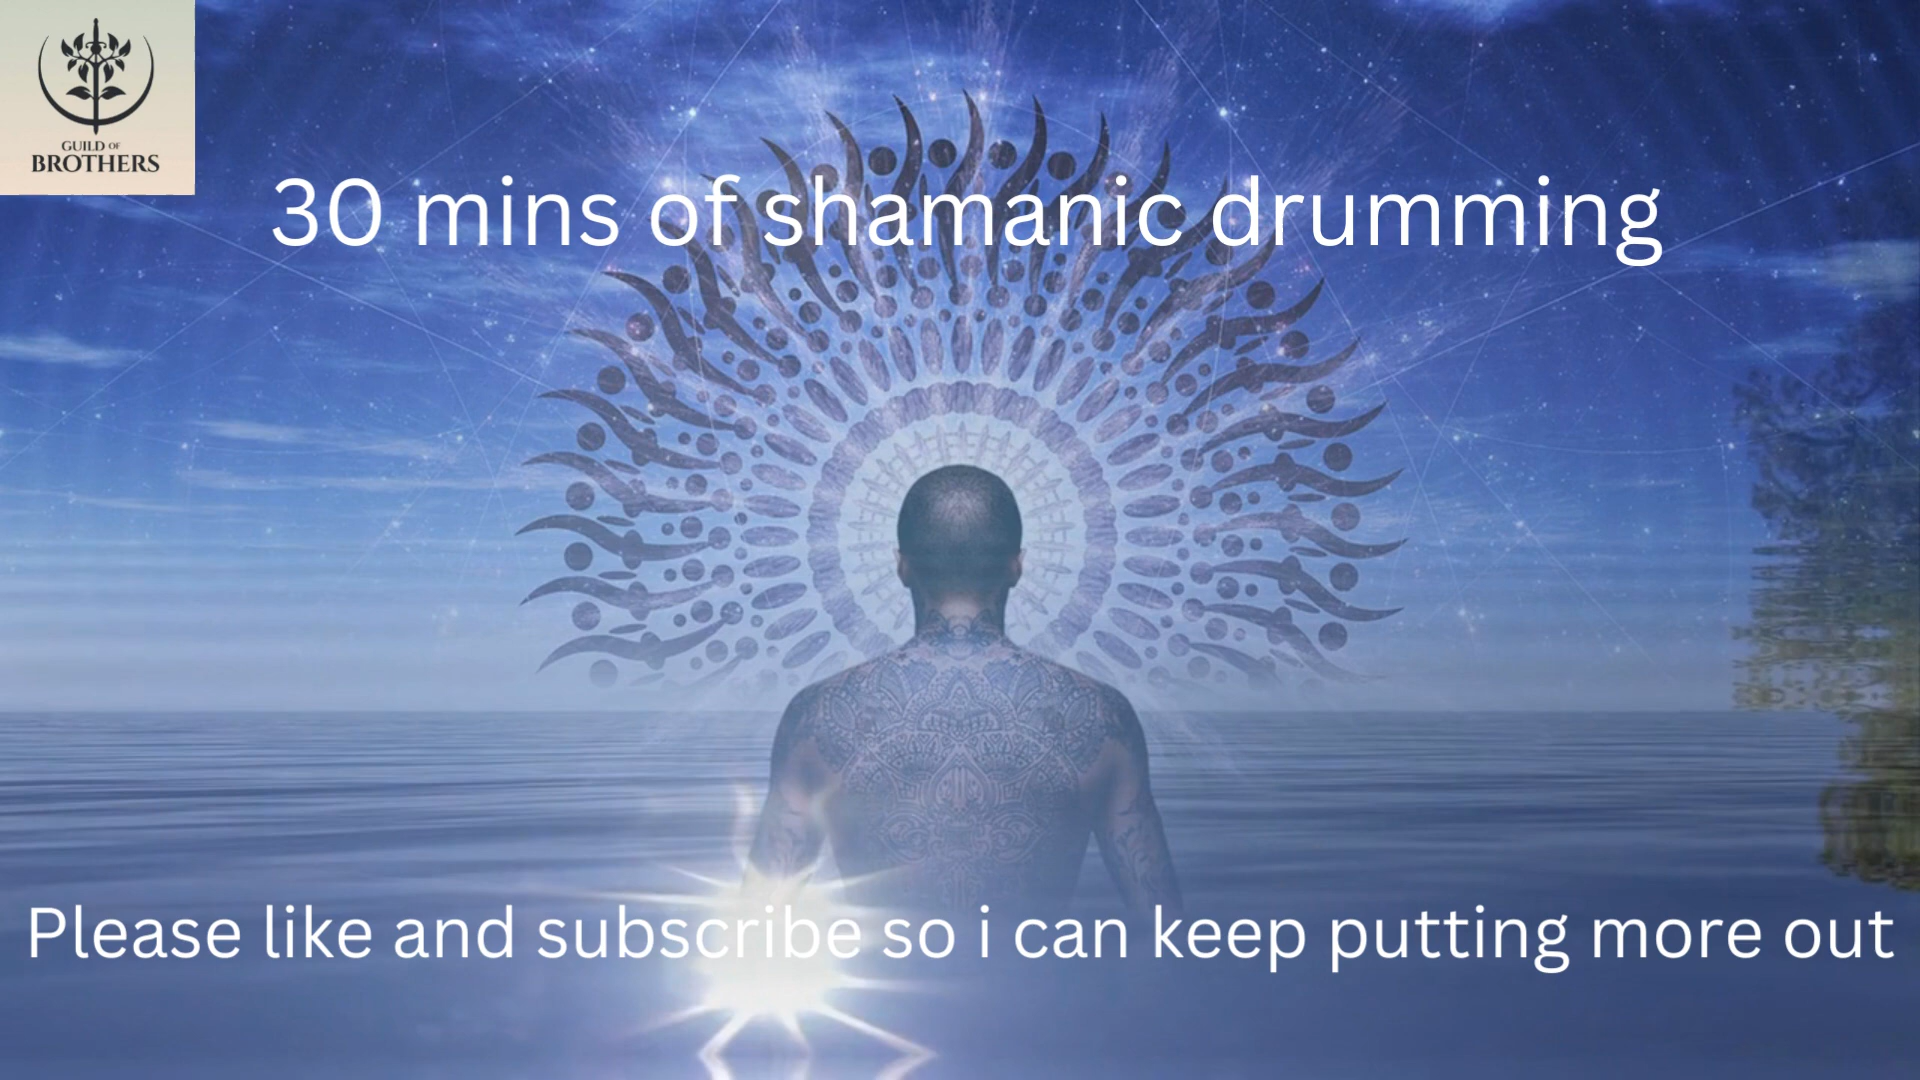 GUILD OF
BROTHERS
30 mins of shamanic drumming
Please like and subscribe so i can keep putting more out